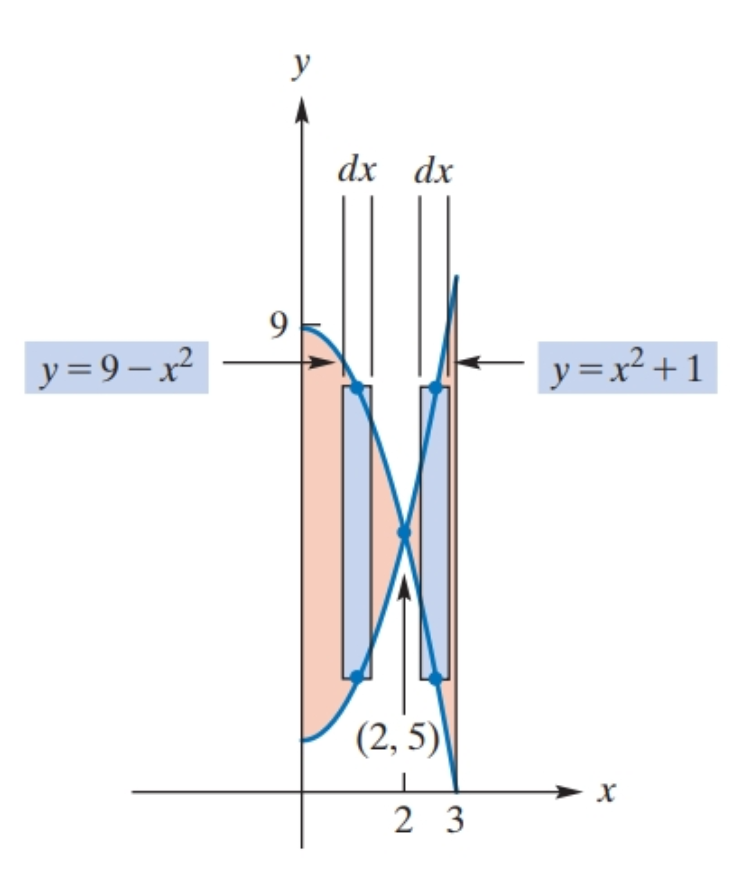 y
dx dx
9
y = 9 – x²
y = x² + 1
(2, 5)
x
2 3